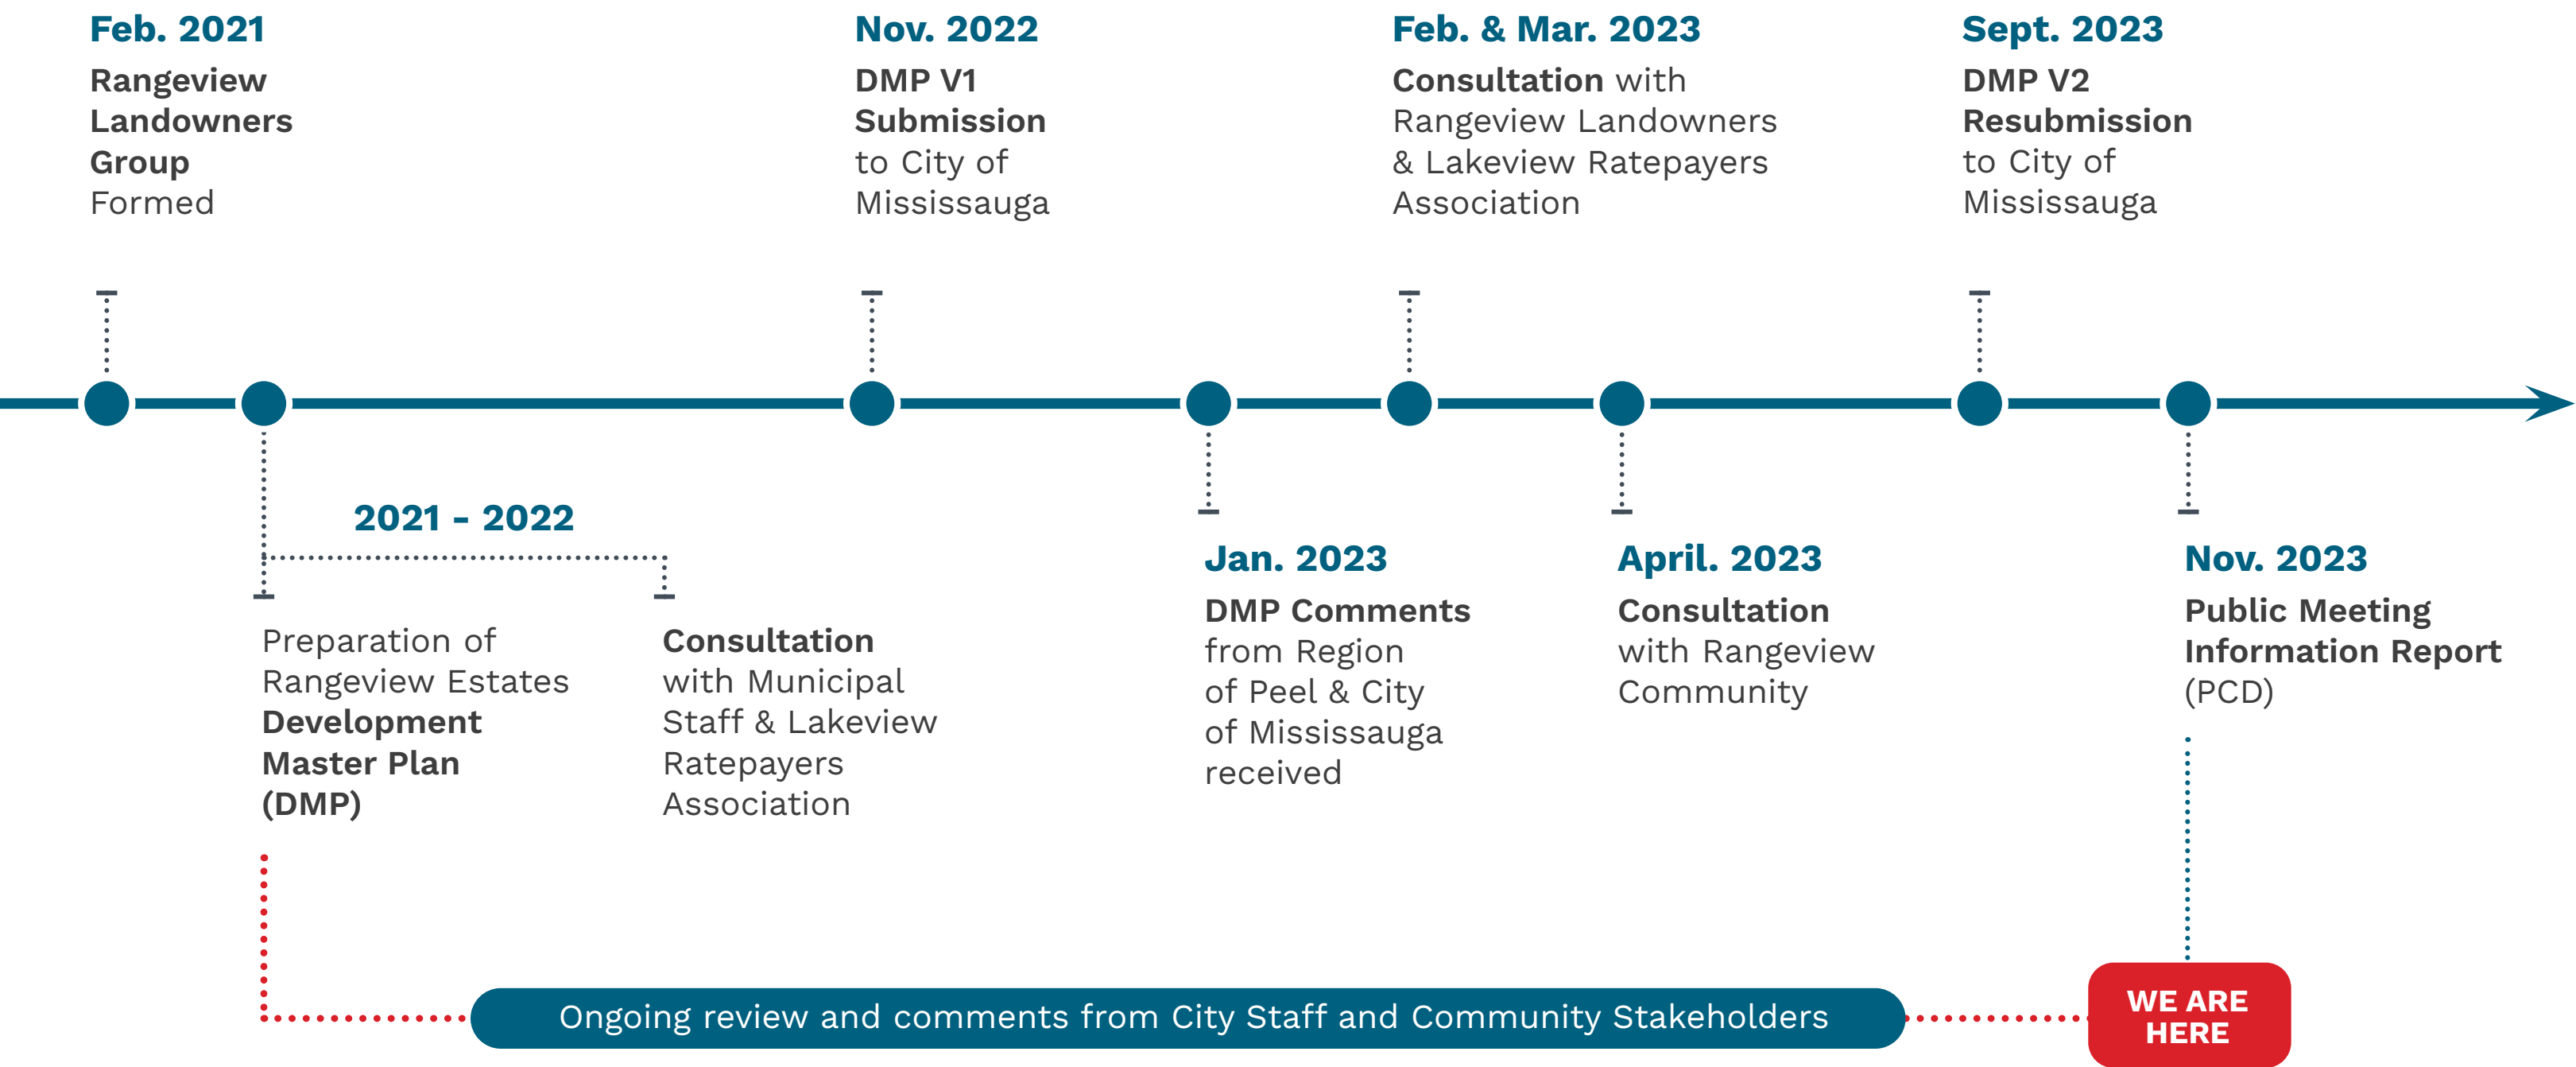 Feb. 2021
Rangeview
Landowners
Group
Formed
Nov. 2022
DMP V1
Submission
to City of
Mississauga
Feb. & Mar. 2023
Consultation with
Rangeview Landowners
& Lakeview Ratepayers
Association
Sept. 2023
DMP V2
Resubmission
to City of
Mississauga
2021 - 2022
Preparation of
Rangeview Estates
Development
Master Plan
(DMP)
Consultation
with Municipal
Staff & Lakeview
Ratepayers
Association
Jan. 2023
DMP Comments
from Region
of Peel & City
of Mississauga
received
April. 2023
Consultation
with Rangeview
Community
Nov. 2023
Public Meeting
Information Report
(PCD)
Ongoing review and comments from City Staff and Community Stakeholders
WE ARE
HERE